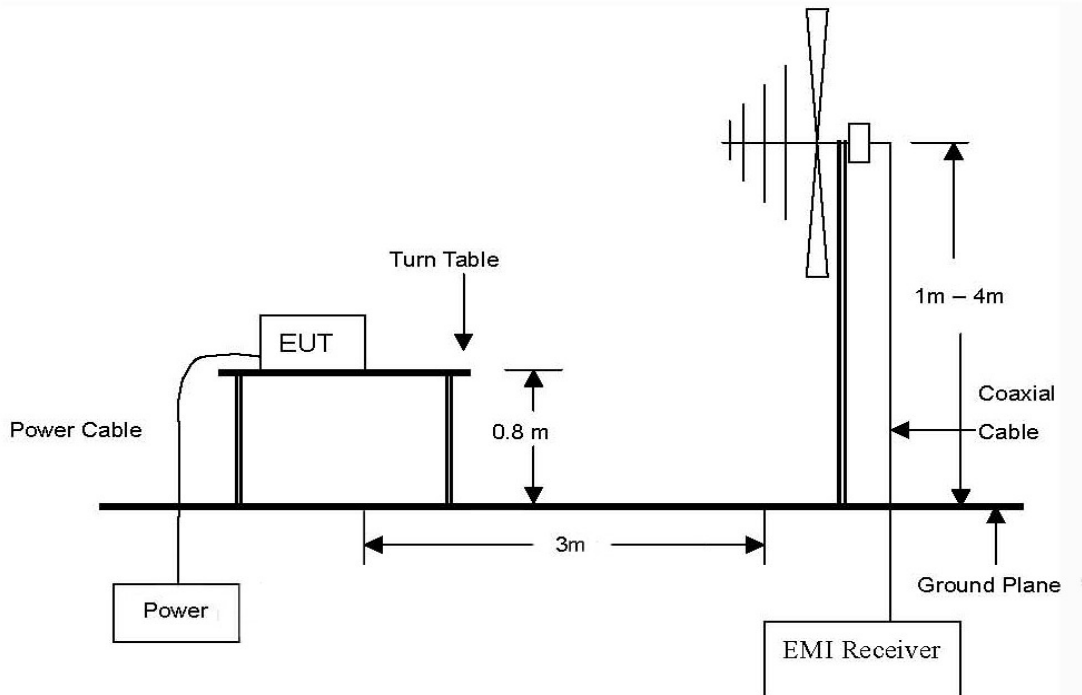 Turn Table
EUT
1m – 4m
Coaxial
Cable
Power Cable
0.8 m
3m
Ground Plane
Power
EMI Receiver